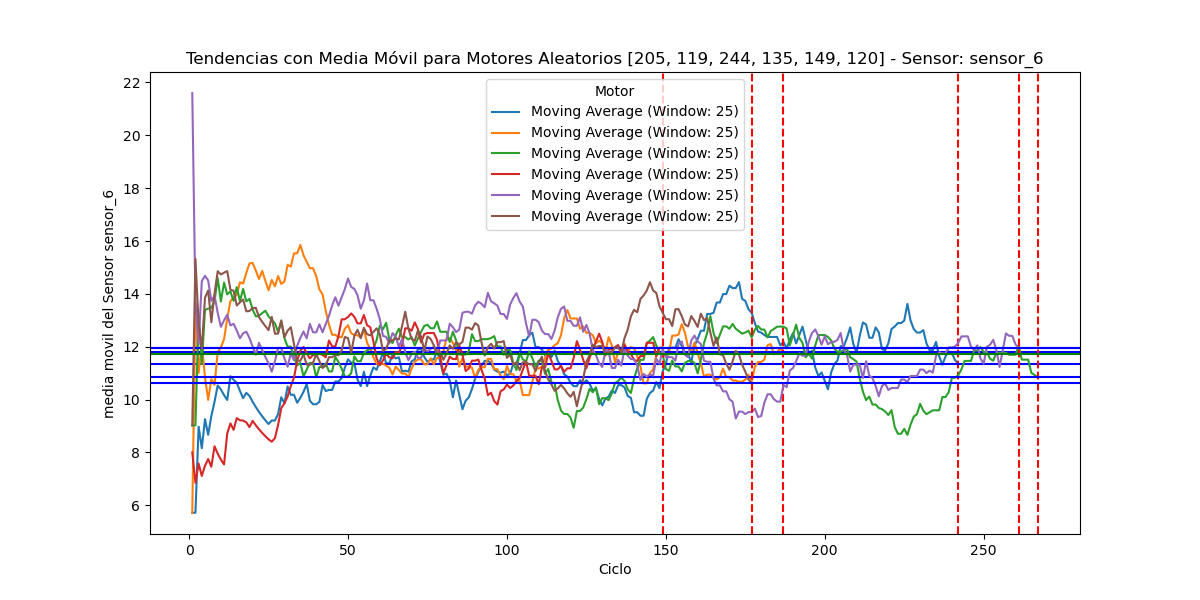 Tendencias con Media Móvil para Motores Aleatorios [205, 119, 244, 135, 149, 120] - Sensor: sensor_6
Motor
Moving Average (Window: 25)
Moving Average (Window: 25)
Moving Average (Window: 25)
Moving Average (Window: 25)
Moving Average (Window: 25)
Moving Average (Window: 25)
media movil del Sensor sensor_6
22
20
18
16
14
12
10
8
6
0 50 100 150 200 250
Ciclo